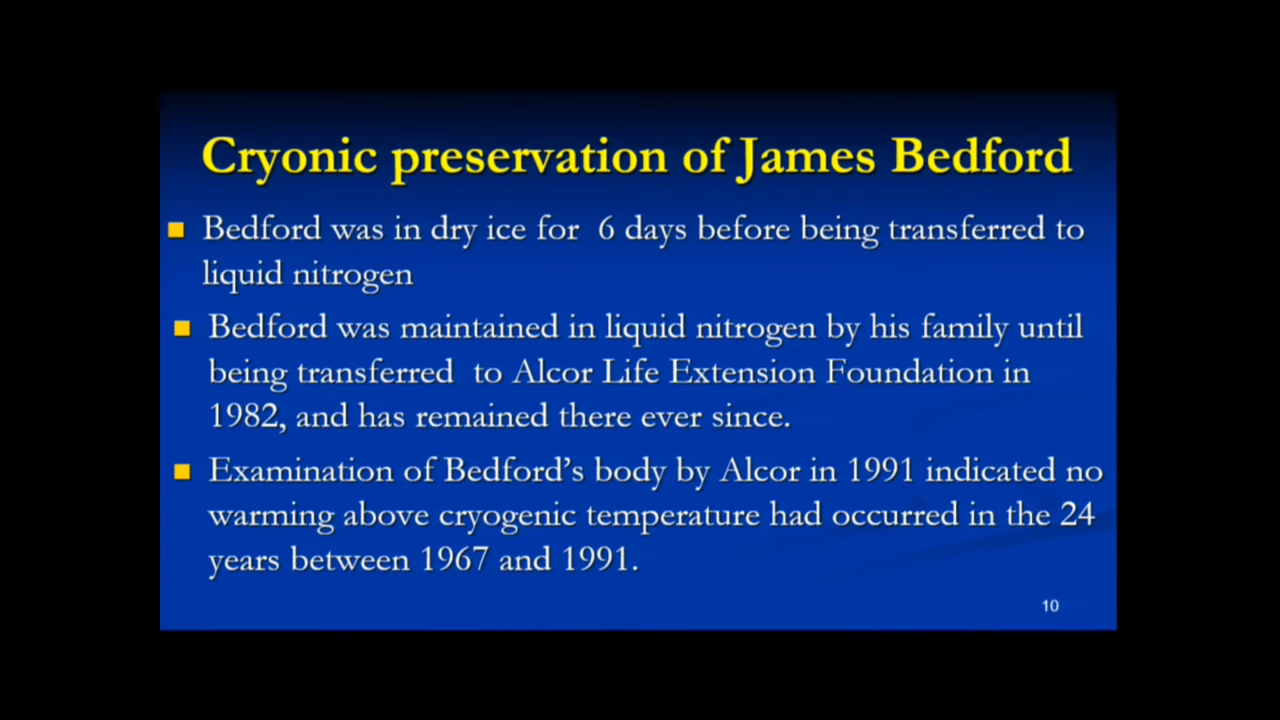 Cryonic preservation of James Bedford
Bedford was in dry ice for 6 days before being transferred to
liquid nitrogen
Bedford was maintained in liquid nitrogen by his family until
being transferred to Alcor Life Extension Foundation in
1982, and has remained there ever since.
Examination of Bedford's body by Alcor in 1991 indicated no
warming above cryogenic temperature had occurred in the 24
years between 1967 and 1991.
10